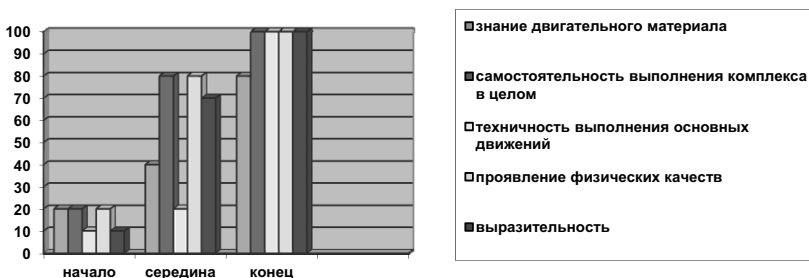 100
90
80
70
60
50
40
30
20
10
0
начало середина конец
знание двигательного материала
самостоятельность выполнения комплекса
в целом
техничность выполнения основных
движений
проявление физических качеств
выразительность